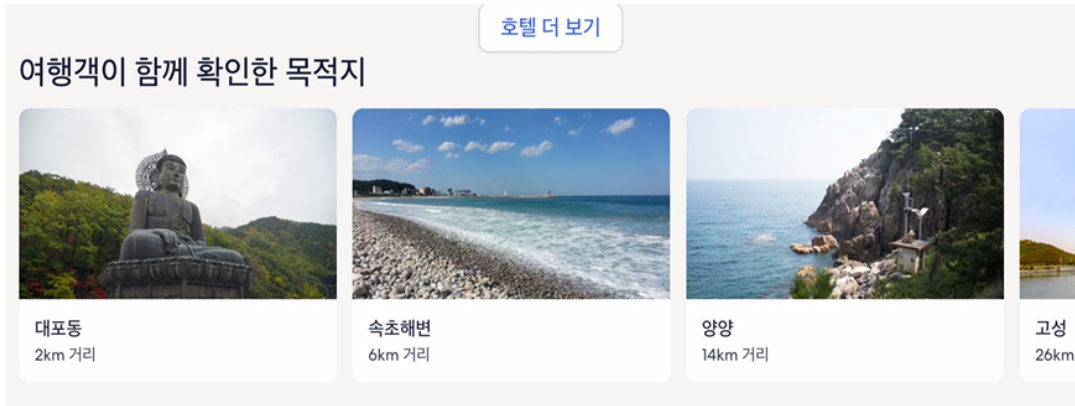 호텔 더 보기
여행객이 함께 확인한 목적지
대포동
2km 거리
속초해변
6km 거리
양양
14km 거리
고성
26km